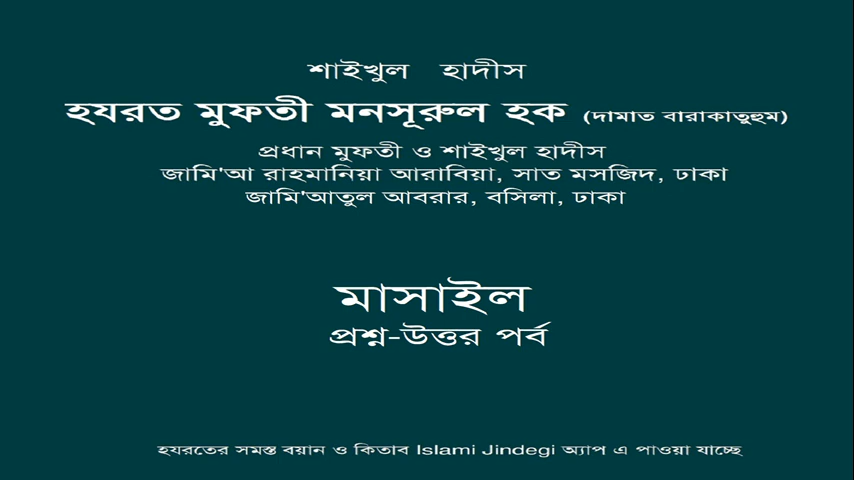 শাইখুল হাদীস
হযরত মুফতী মনসূরুল হক (দামাত বারাকাতুহুম)
প্রধান মুফতী ও শাইখুল হাদীস
জামি'আ রাহমানিয়া আরাবিয়া, সাত মসজিদ, ঢাকা
জামি'আতুল আবরার, বসিলা, ঢাকা
মাসাইল
প্রশ্ন-উত্তর পর্ব
হযরতের সমস্ত বয়ান ও কিতাব Islami Jindegi অ্যাপ এ পাওয়া যাচ্ছে